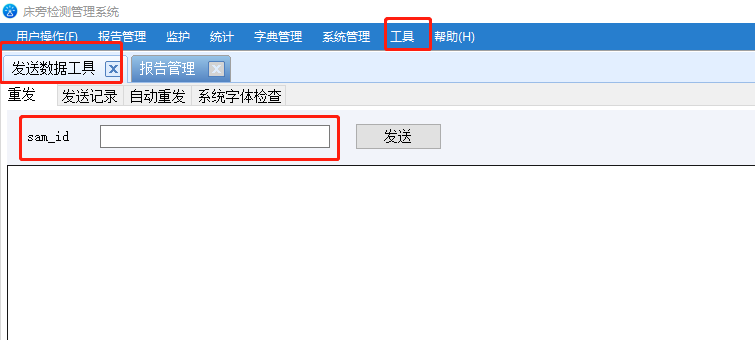 床旁检测管理系统
用户操作(F) 报告管理 监护 统计 字典管理 系统管理 工具 帮助(H)
发送数据工具 报告管理
重发 发送记录 自动重发 系统字体检查
sam_id 发送